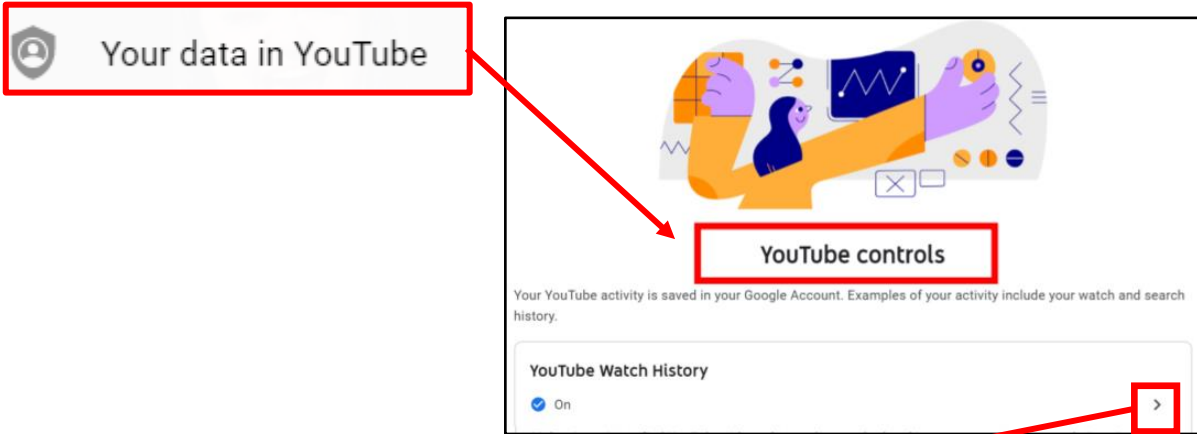 Your data in YouTube
YouTube controls
Your YouTube activity is saved in your Google Account. Examples of your activity include your watch and search
history.
YouTube Watch History
On